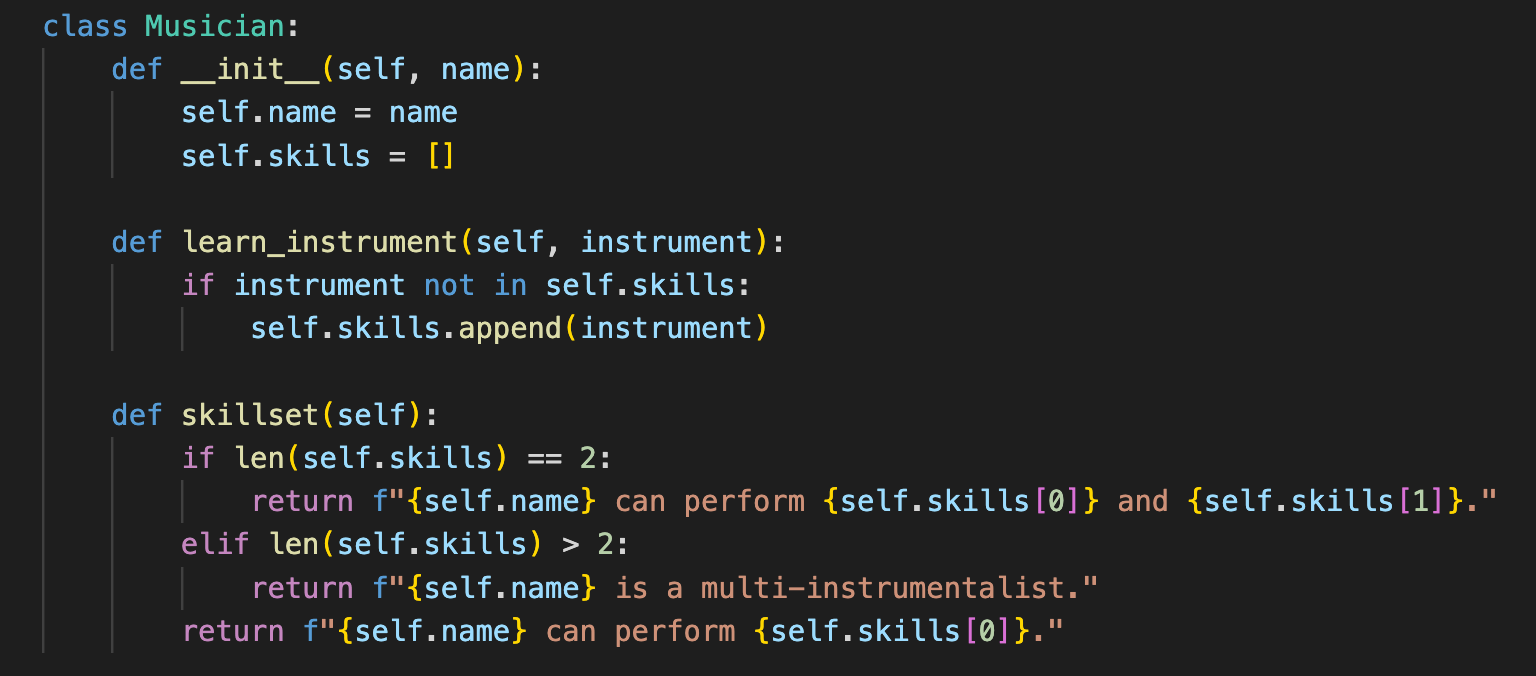 class Musician:
    def __init__(self, name):
        self.name = name
        self.skills = []

    def learn_instrument(self, instrument):
        if instrument not in self.skills:
            self.skills.append(instrument)

    def skillset(self):
        if len(self.skills) == 2:
            return f"{self.name} can perform {self.skills[0]} and {self.skills[1]}."
        elif len(self.skills) > 2:
            return f"{self.name} is a multi-instrumentalist."
        return f"{self.name} can perform {self.skills[0]}."